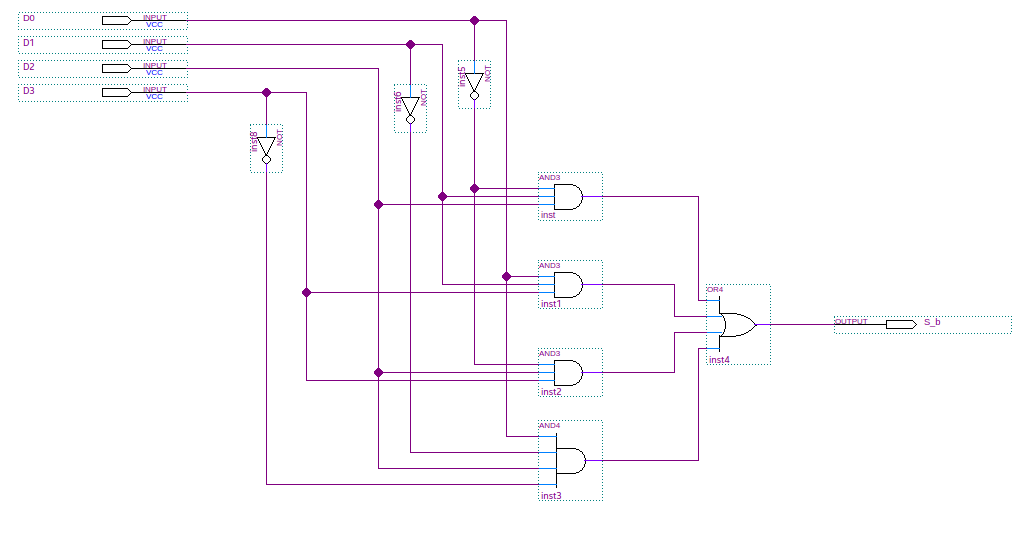 D0
INPUT
VCC
D1
INPUT
VCC
D2
INPUT
VCC
D3
INPUT
VCC
inst5
NOT
inst6
NOT
inst8
NOT
AND3
inst
AND3
inst1
OR4
inst4
OUTPUT
S_b
AND3
inst2
AND4
inst3